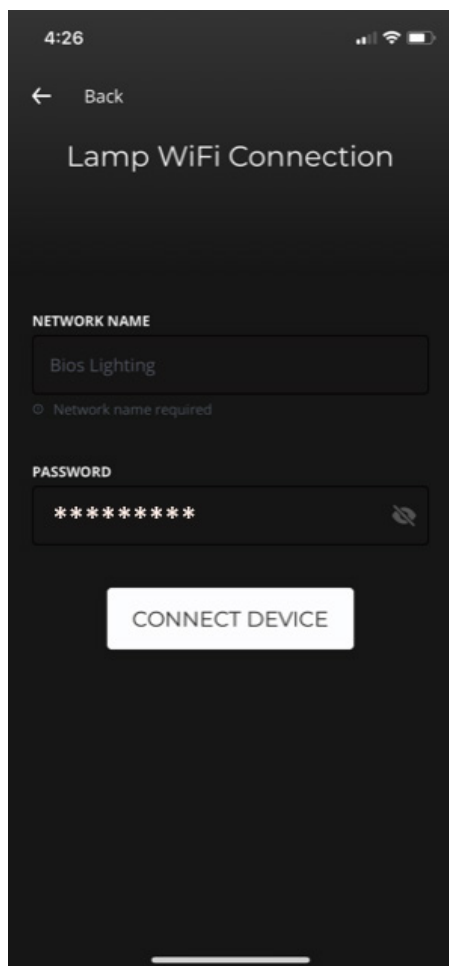 4:26
Back
Lamp WiFi Connection
NETWORK NAME
Bios Lighting
Network name required
PASSWORD
*********
CONNECT DEVICE